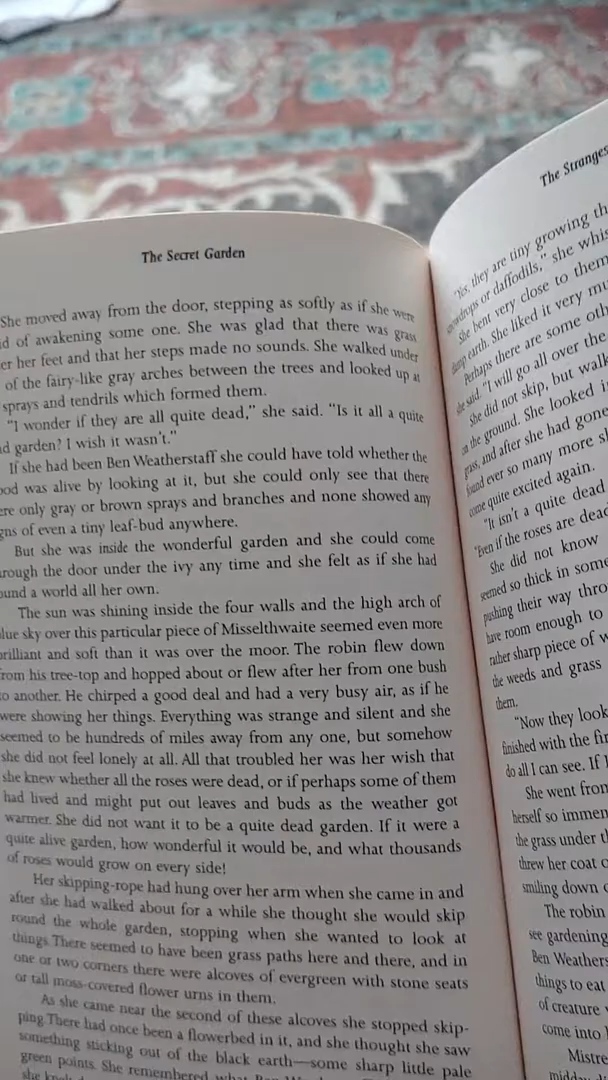 The Secret Garden
She moved away from the door, stepping as softly as if she were
of awakening some one. She was glad that there was grass
her feet and that her steps made no sounds. She walked under
of the fairy-like gray arches between the trees and looked up at
sprays and tendrils which formed them.
"I wonder if they are all quite dead," she said. "Is it all a quite
garden? I wish it wasn't."
If she had been Ben Weatherstaff she could have told whether the
was alive by looking at it, but she could only see that there
only gray or brown sprays and branches and none showed any
of even a tiny leaf-bud anywhere.
But she was inside the wonderful garden and she could come
the door under the ivy any time and she felt as if she had
a world all her own.
The sun was shining inside the four walls and the high arch of
sky over this particular piece of Misselthwaite seemed even more
brilliant and soft than it was over the moor. The robin flew down
from his tree-top and hopped about or flew after her from one bush
to another. He chirped a good deal and had a very busy air, as if he
were showing her things. Everything was strange and silent and she
seemed to be hundreds of miles away from any one, but somehow
she did not feel lonely at all. All that troubled her was her wish that
she knew whether all the roses were dead, or if perhaps some of them
had lived and might put out leaves and buds as the weather got
warmer. She did not want it to be a quite dead garden. If it were a
quite alive garden, how wonderful it would be, and what thousands
of roses would grow on every side!
Her skipping-rope had hung over her arm when she came in and
after she had walked about for a while she thought she would skip
round the whole garden, stopping when she wanted to look at
things. There seemed to have been grass paths here and there, and in
one or two corners there were alcoves of evergreen with stone seats
or tall moss-covered flower urns in them.
As she came near the second of these alcoves she stopped skip-
ping. There had once been a flowerbed in it, and she thought she saw
something sticking out of the black earth—some sharp little pale
green points. She remembered what Ben
The
"Yes, they are tiny growing
or daffodils," she
She bent very close to them
earth. She liked it very
Perhaps there are some
she said. "I will go all over the
She did not skip, but
on the ground. She looked
grass, and after she had gone
found ever so many more
come quite excited again.
"It isn't a quite dead
"Even if the roses are dead
She did not know
seemed so thick in some
pushing their way
have room enough to
rather sharp piece of
the weeds and grass
them.
"Now they look
finished with the
do all I can see. If
She went from
herself so
the grass under
threw her coat
smiling down
The robin
see gardening
Ben
things to eat
of creature
come into